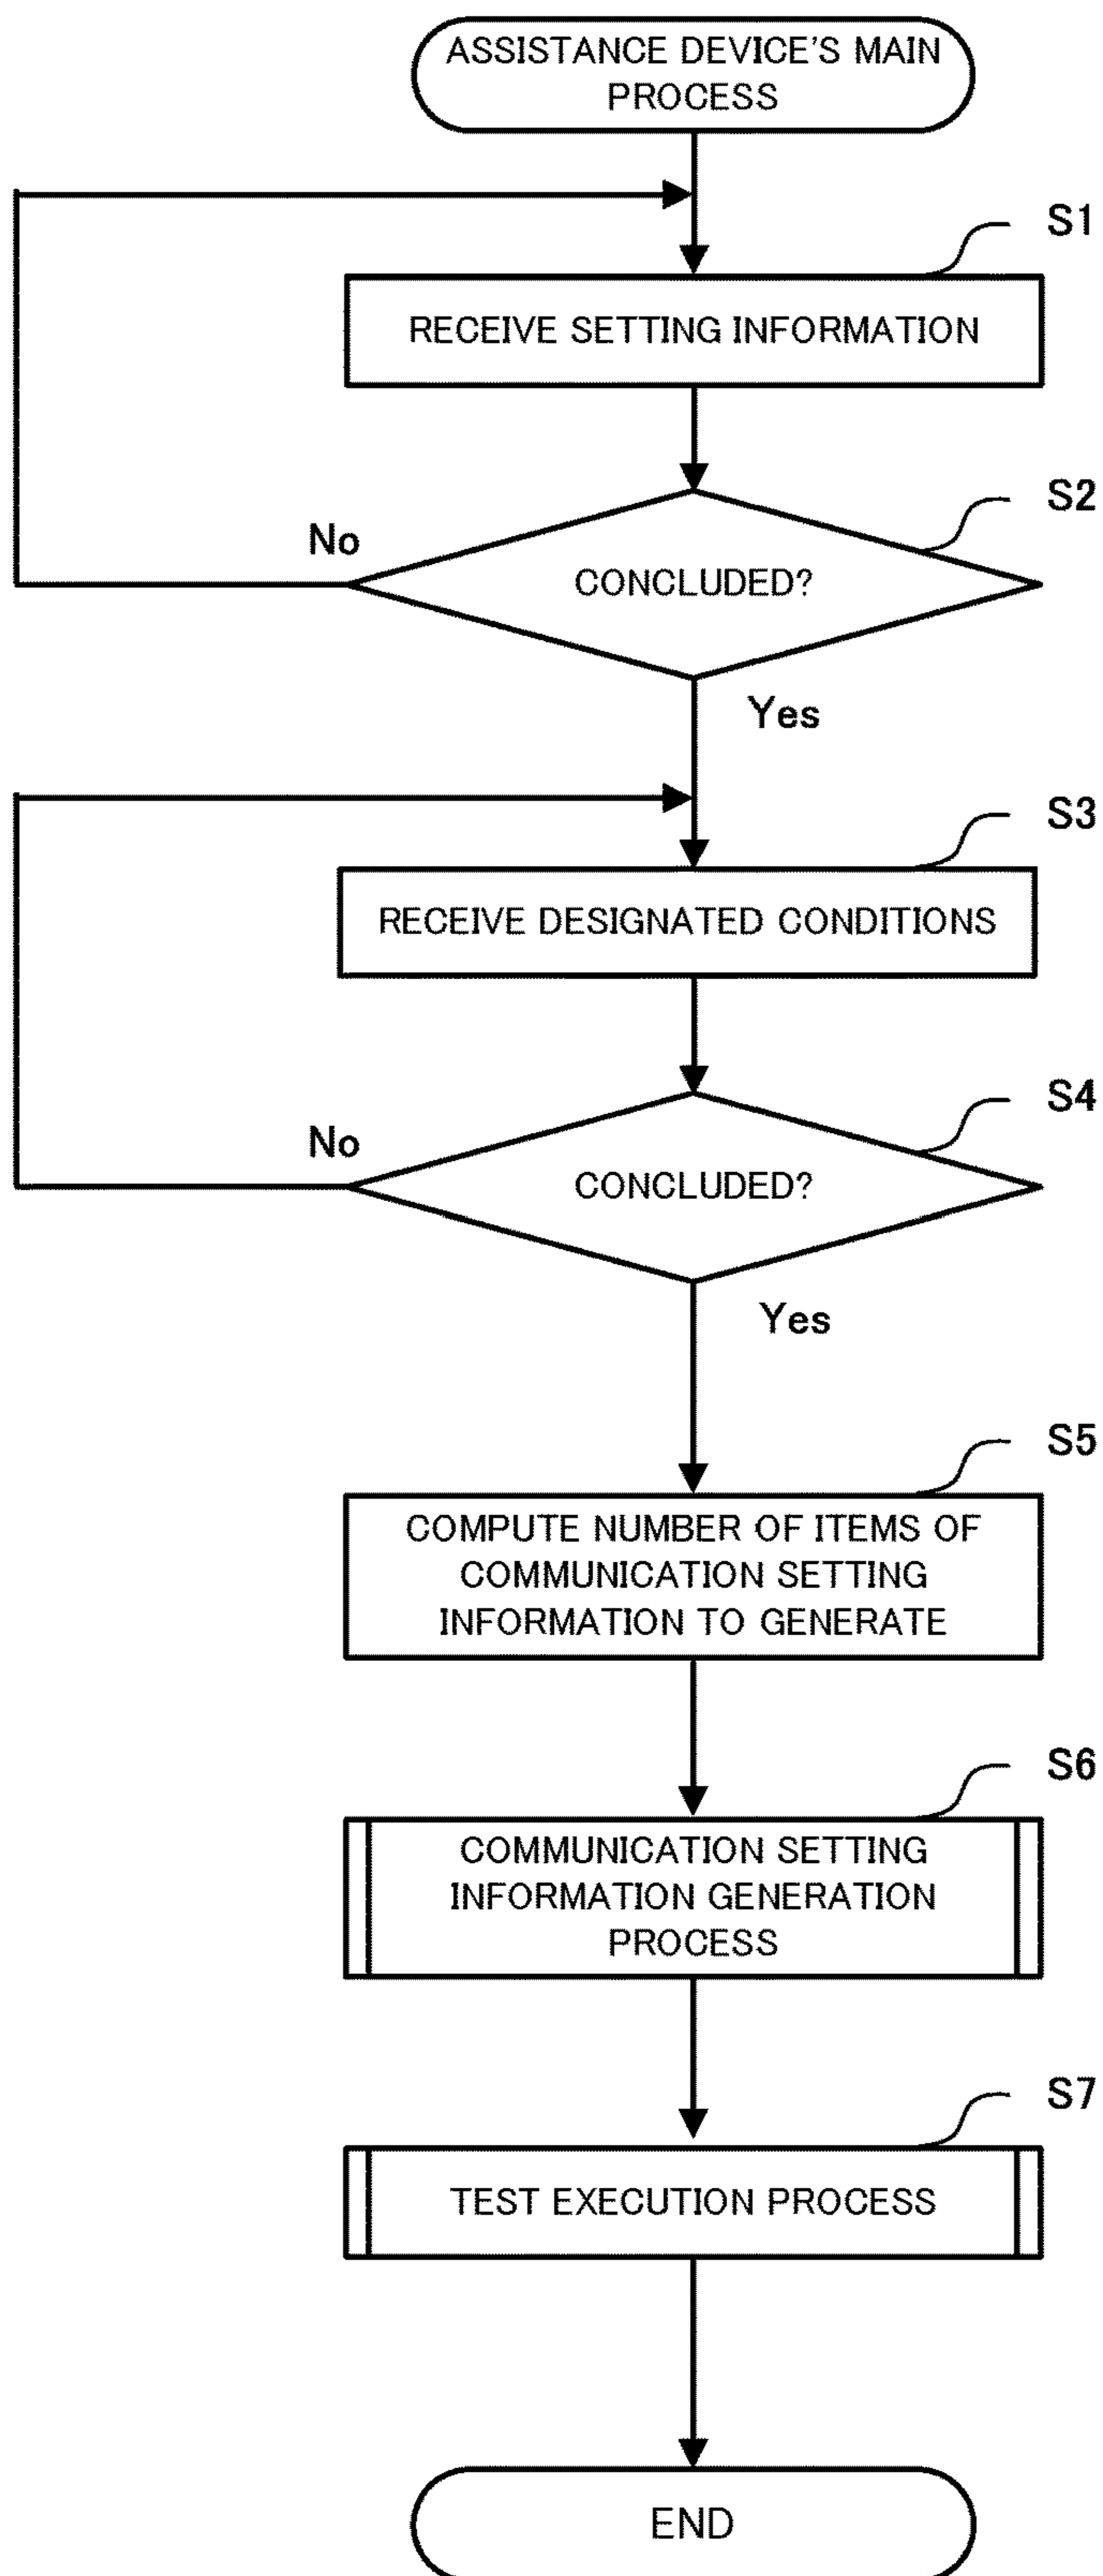 ASSISTANCE DEVICE'S MAIN
PROCESS
S1
RECEIVE SETTING INFORMATION
S2
No
CONCLUDED?
Yes
S3
RECEIVE DESIGNATED CONDITIONS
S4
No
CONCLUDED?
Yes
S5
COMPUTE NUMBER OF ITEMS OF
COMMUNICATION SETTING
INFORMATION TO GENERATE
S6
COMMUNICATION SETTING
INFORMATION GENERATION
PROCESS
S7
TEST EXECUTION PROCESS
END